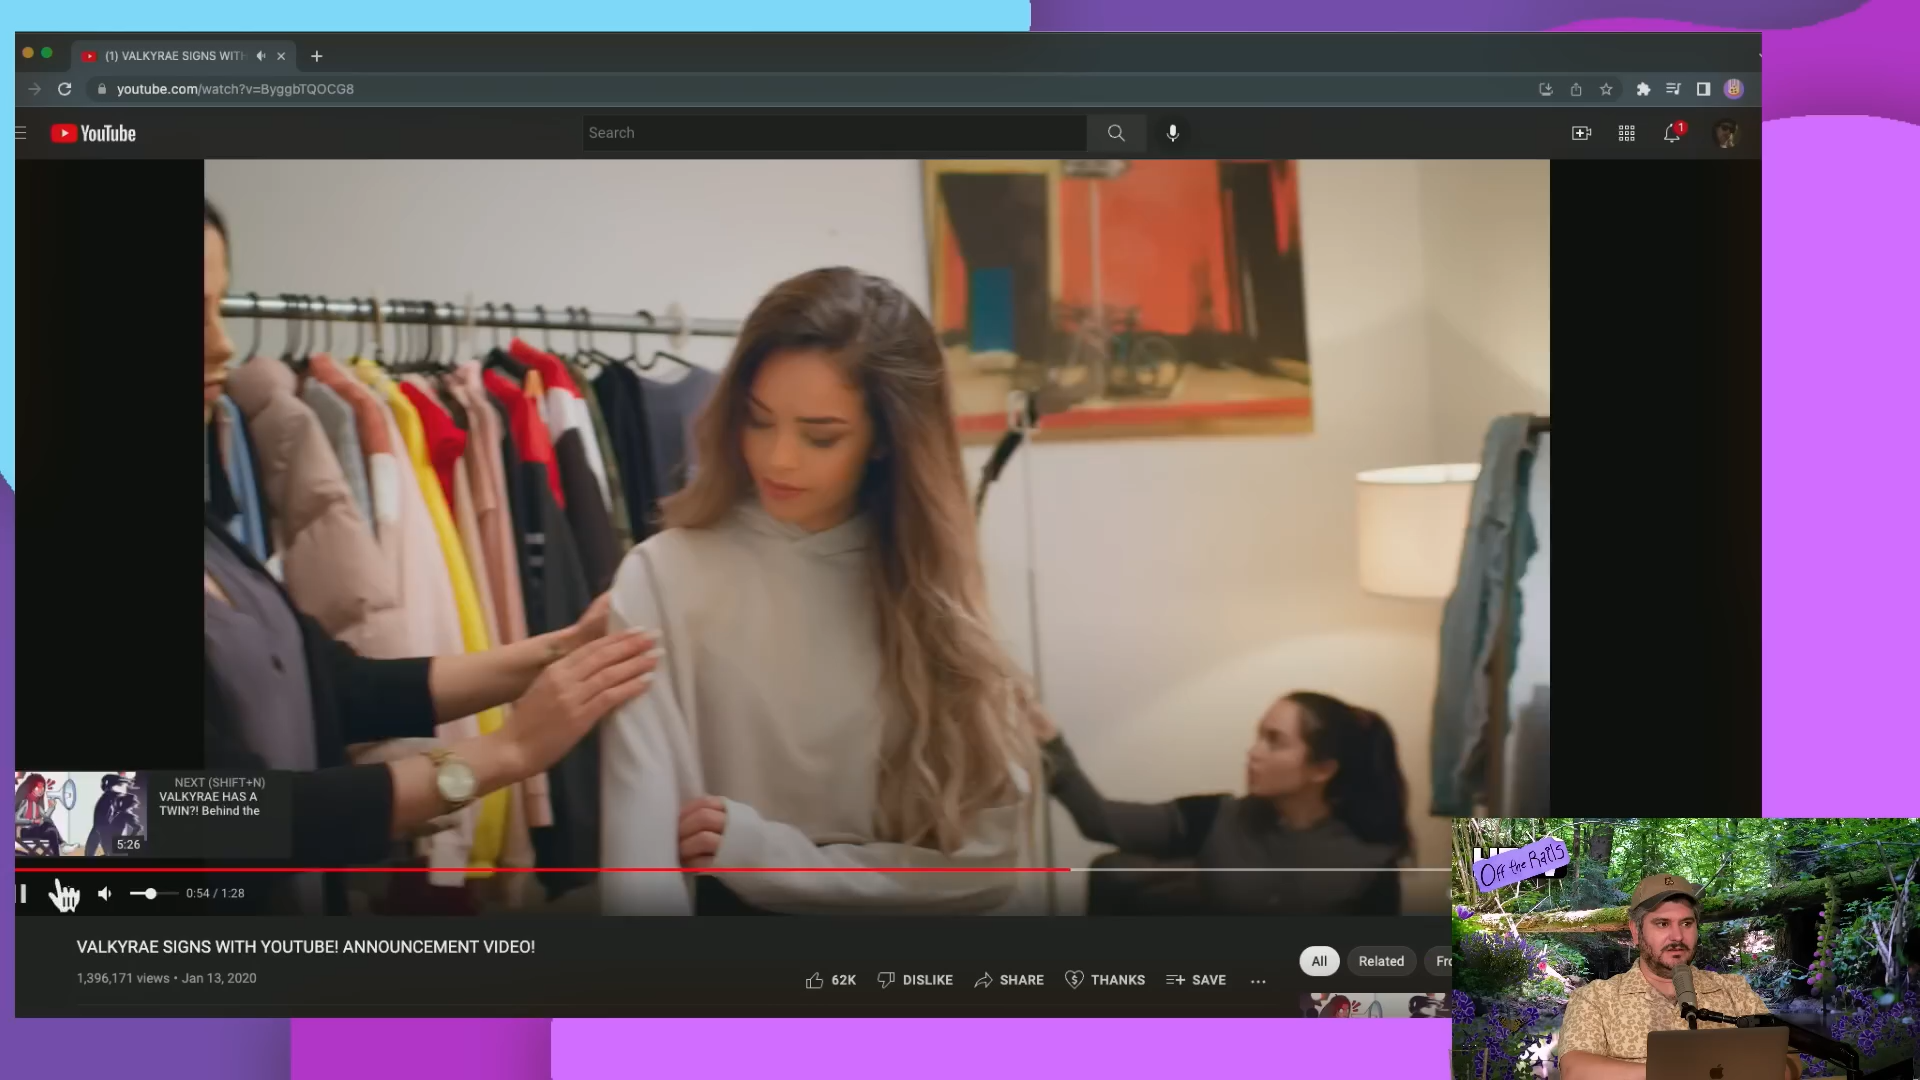 (1) VALKYRAE SIGNS WITH
youtube.com/watch?v=ByggbTQOCG8
YouTube
Search
1
NEXT (SHIFT+N)
VALKYRAE HAS A
TWIN?! Behind the
5:26
0:54 / 1:28
VALKYRAE SIGNS WITH YOUTUBE! ANNOUNCEMENT VIDEO!
1,396,171 views • Jan 13, 2020
62K
DISLIKE
SHARE
THANKS
SAVE
All
Related
Fro
Off the Rails